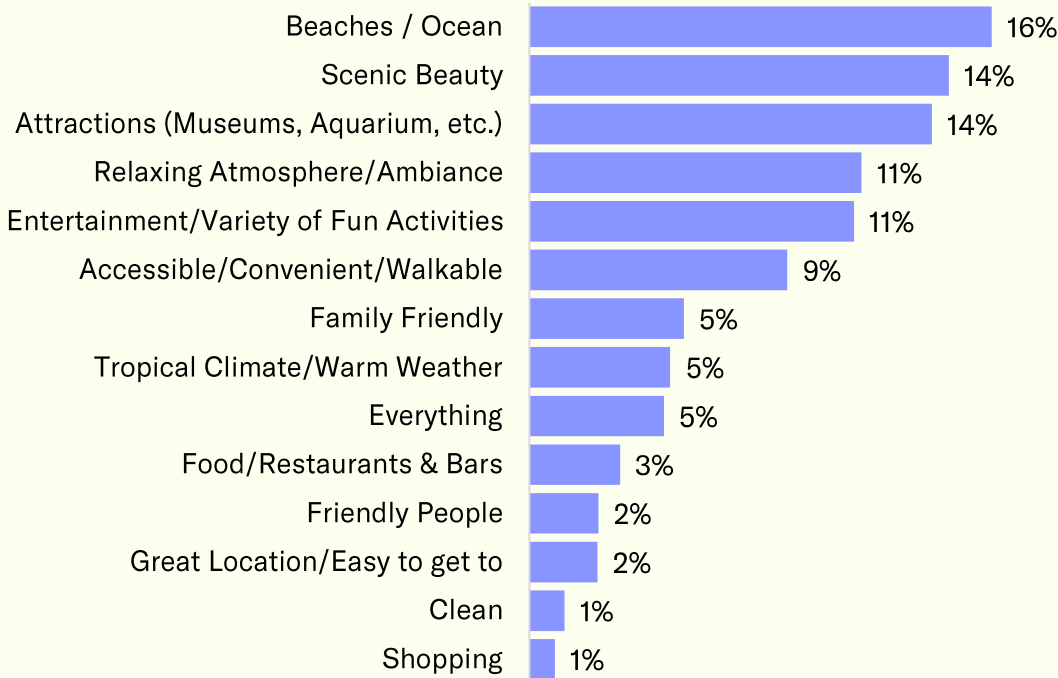 Beaches / Ocean 16%
Scenic Beauty 14%
Attractions (Museums, Aquarium, etc.) 14%
Relaxing Atmosphere/Ambiance 11%
Entertainment/Variety of Fun Activities 11%
Accessible/Convenient/Walkable 9%
Family Friendly 5%
Tropical Climate/Warm Weather 5%
Everything 5%
Food/Restaurants & Bars 3%
Friendly People 2%
Great Location/Easy to get to 2%
Clean 1%
Shopping 1%